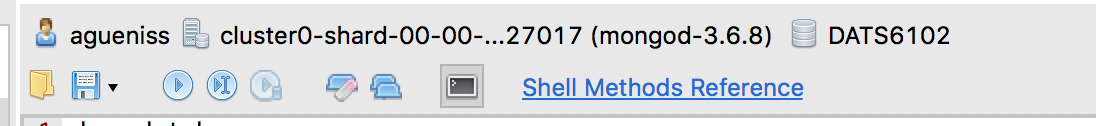 agueniss cluster0-shard-00-00-...27017 (mongod-3.6.8) DATS6102
Shell Methods Reference